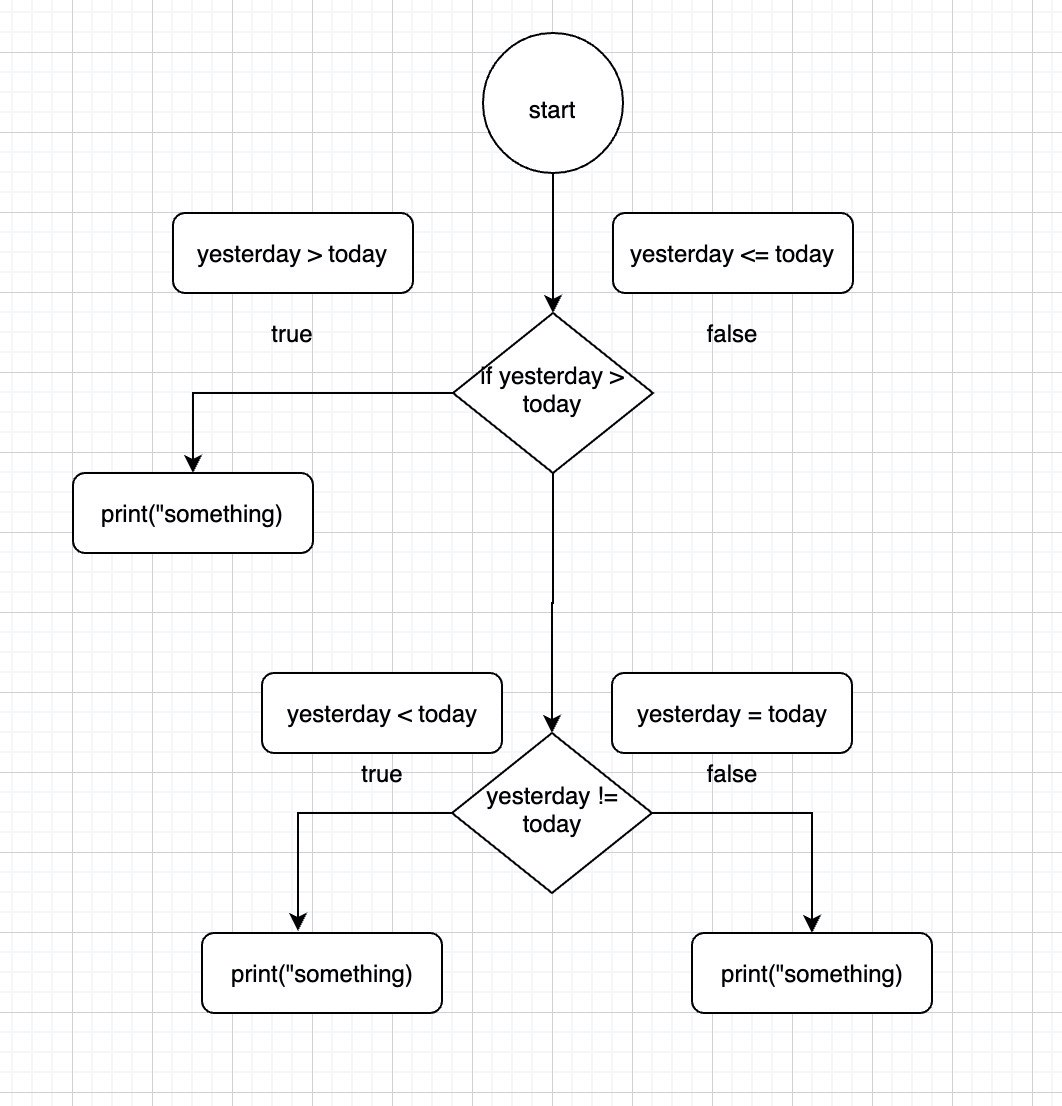 start
yesterday > today
yesterday <= today
true
false
if yesterday >
today
print("something)
yesterday < today
yesterday = today
true
false
yesterday !=
today
print("something)
print("something)